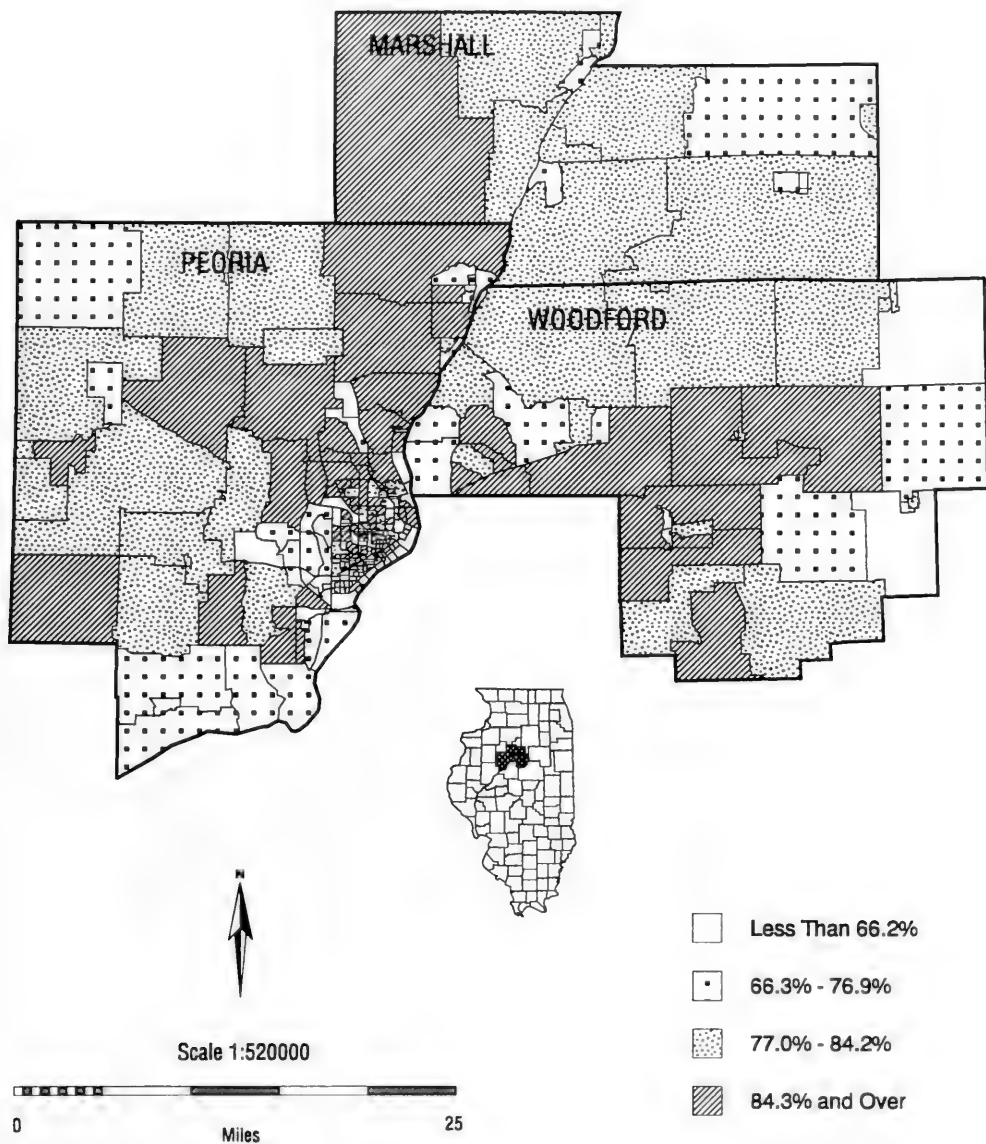 MARSHALL
PEORIA
WOODFORD
N
Less Than 66.2%
66.3% - 76.9%
77.0% - 84.2%
84.3% and Over
Scale 1:520000
0 25
Miles